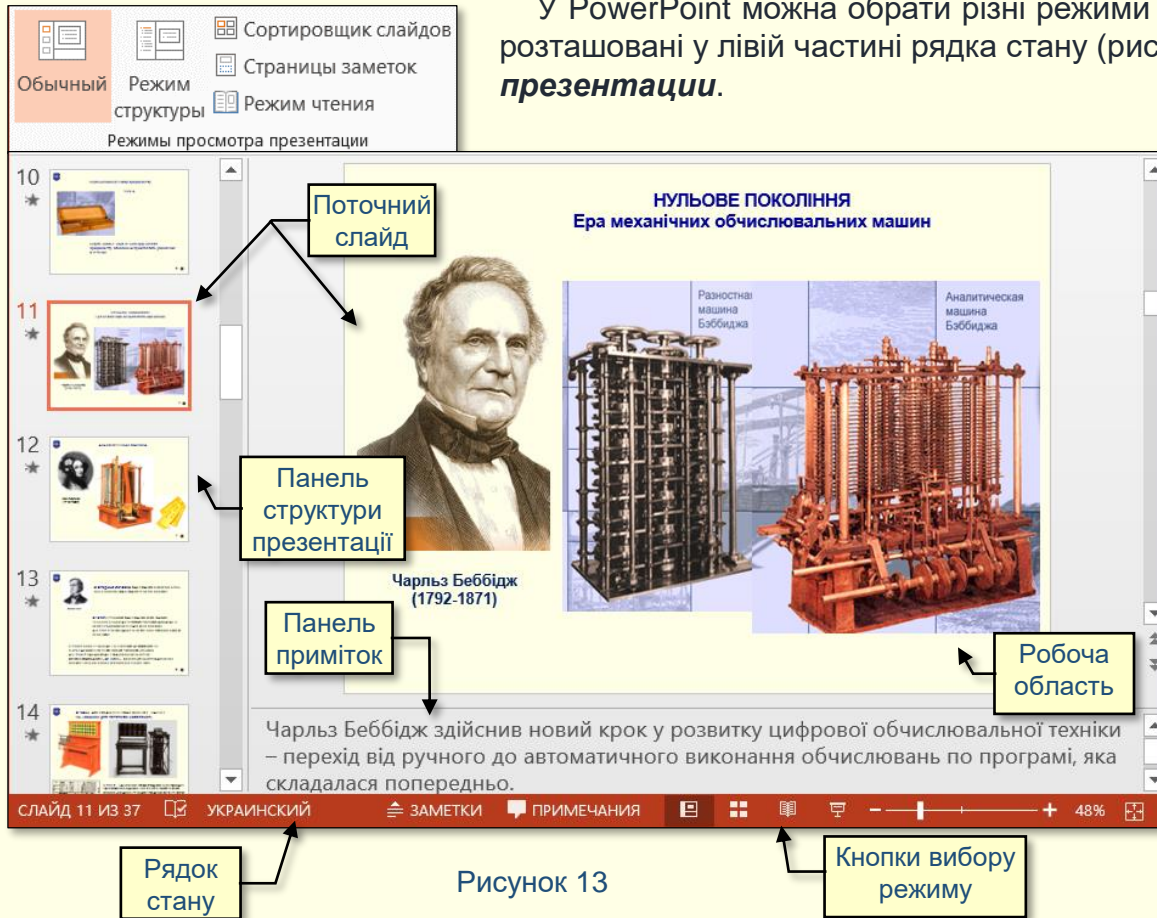 У PowerPoint можна обрати різні режими
розташовані у лівій частині рядка стану (рис
презентации.
Обычный
Режим
структуры
Сортировщик слайдов
Страницы заметок
Режим чтения
Режимы просмотра презентации
10
11
12
13
14
Поточний
слайд
Панель
структури
презентації
Панель
приміток
НУЛЬОВЕ ПОКОЛІННЯ
Ера механічних обчислювальних машин
Разностна
машина
Бэббиджа
Аналитическая
машина
Бэббиджа
Чарльз Беббідж
(1792-1871)
Робоча
область
Чарльз Беббідж здійснив новий крок у розвитку цифрової обчислювальної техніки
– перехід від ручного до автоматичного виконання обчислювань по програмі, яка
складалася попередньо.
СЛАЙД 11 ИЗ 37 УКРАИНСКИЙ ЗАМЕТКИ ПРИМЕЧАНИЯ 48%
Рядок
стану
Рисунок 13
Кнопки вибору
режиму